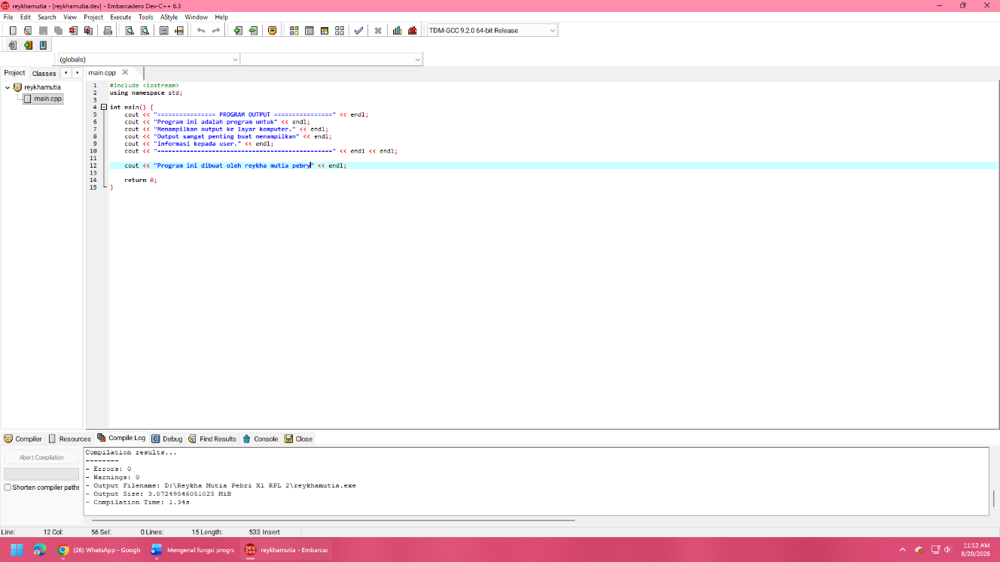 reykhamutia - [reykhamutia.dev] - Embarcadero Dev-C++ 6.3
File Edit Search View Project Execute Tools AStyle Window Help
TDM-GCC 9.2.0 64-bit Release
(globals)
Project Classes main.cpp
reykhamutia
main.cpp
1 #include <iostream>
2 using namespace std;
3
4 int main() {
5 cout << "================ PROGRAM OUTPUT ================" << endl;
6 cout << "Program ini adalah program untuk" << endl;
7 cout << "Menampilkan output ke layar komputer." << endl;
8 cout << "Output sangat penting buat menampilkan" << endl;
9 cout << "informasi kepada user." << endl;
10 cout << "================================================" << endl << endl;
11
12 cout << "Program ini dibuat oleh reykha mutia pebry" << endl;
13
14 return 0;
15 }
Compiler Resources Compile Log Debug Find Results Console Close
Abort Compilation
Shorten compiler paths
Compilation results...
--------
- Errors: 0
- Warnings: 0
- Output Filename: D:\Reykha Mutia Pebri Xl RPL 2\reykhamutia.exe
- Output Size: 3.07249546051025 MiB
- Compilation Time: 1.34s
Line: 12 Col: 56 Sel: 0 Lines: 15 Length: 533 Insert
(26) WhatsApp - Google
Mengenal fungsi progra
reykhamutia - Embarcad
11:12 AM
8/20/2026